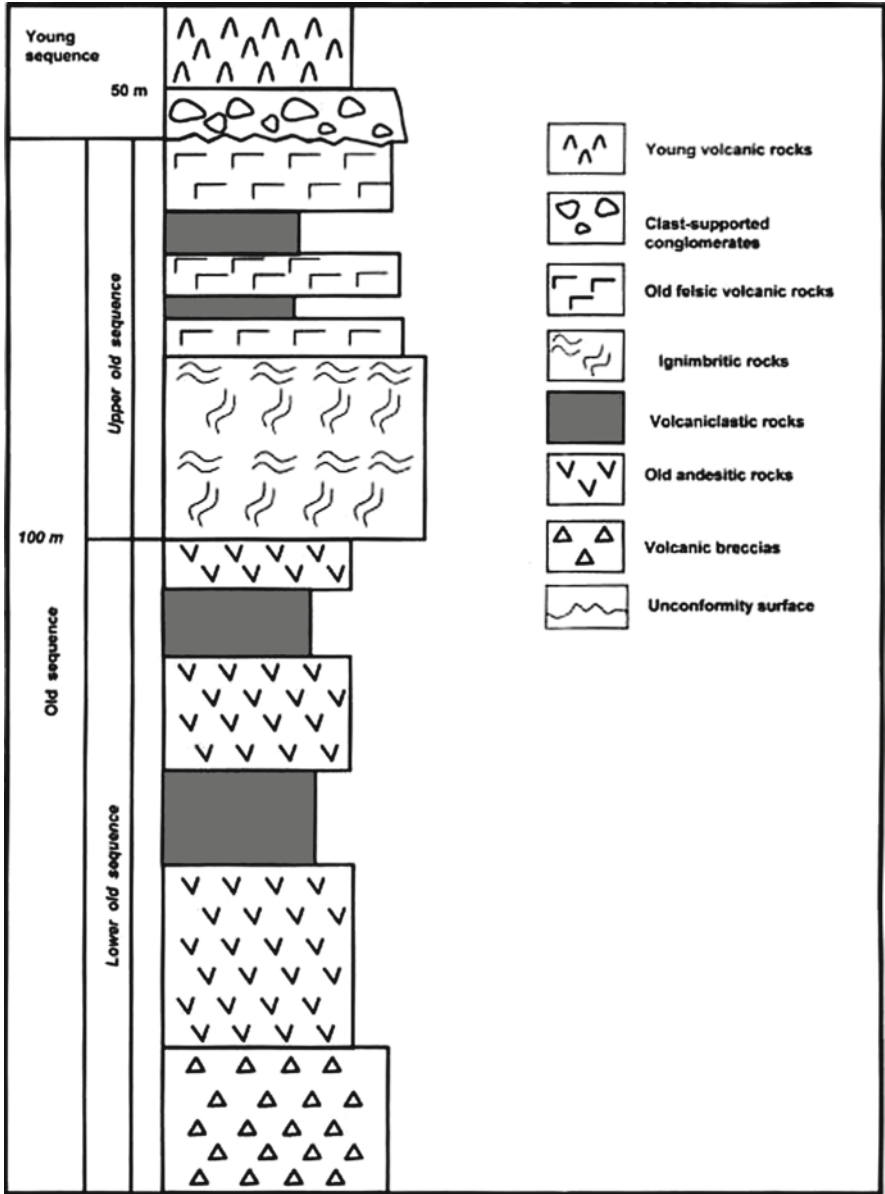 Young
sequence
50 m
Upper old sequence
100 m
Old sequence
Lower old sequence
Young volcanic rocks
Clast-supported
conglomerates
Old felsic volcanic rocks
Ignimbritic rocks
Volcaniclastic rocks
Old andesitic rocks
Volcanic breccias
Unconformity surface